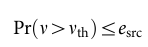 Pr(v > v_th) ≤ e_src